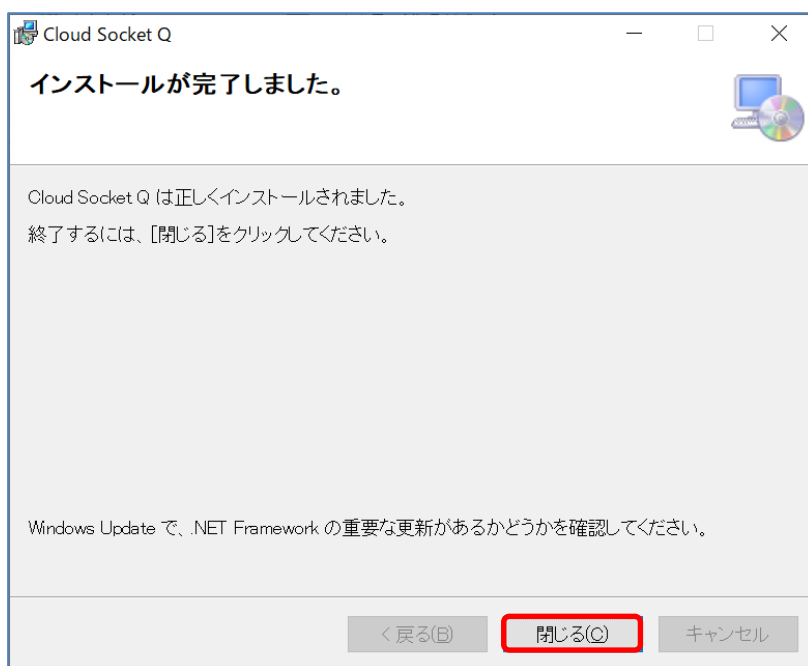 Cloud Socket Q
インストールが完了しました。
Cloud Socket Q は正しくインストールされました。
終了するには、[閉じる]をクリックしてください。
Windows Update で、.NET Framework の重要な更新があるかどうかを確認してください。
< 戻る(B) 閉じる(C) キャンセル